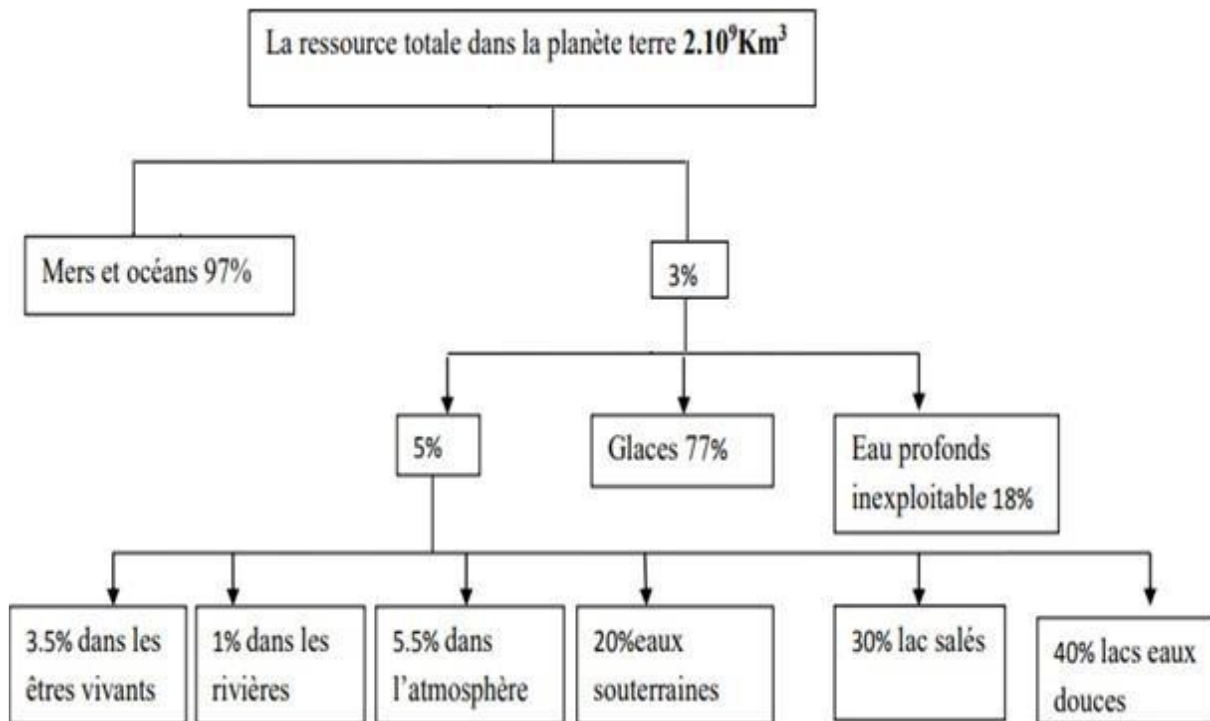 La ressource totale dans la planète terre 2.10⁹Km³
Mers et océans 97%
3%
5%
Glaces 77%
Eau profonds
inexploitable 18%
3.5% dans les
êtres vivants
1% dans les
rivières
5.5% dans
l'atmosphère
20%eaux
souterraines
30% lac salés
40% lacs eaux
douces